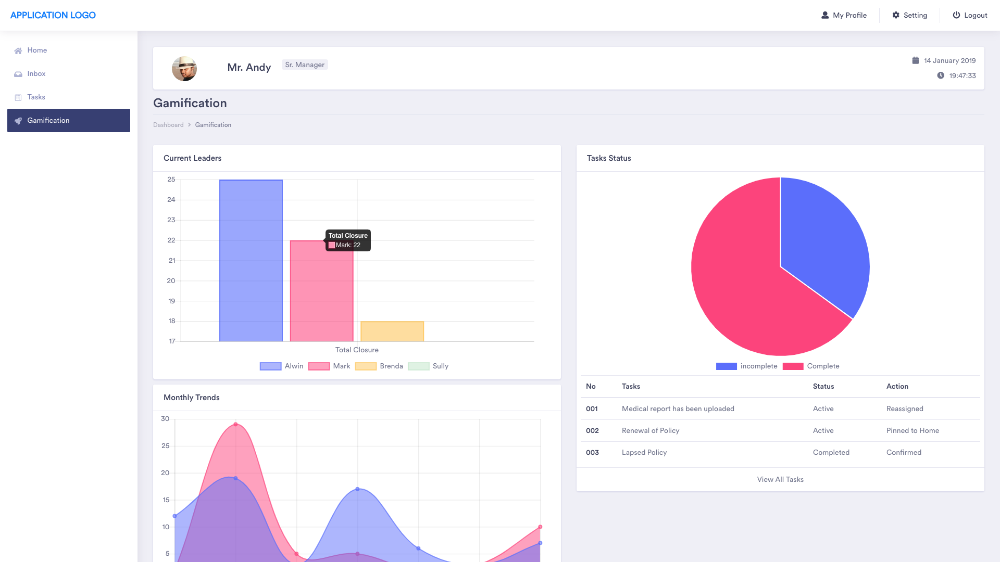 APPLICATION LOGO
My Profile
Setting
Logout
Home
Inbox
Tasks
Gamification
Mr. Andy
Sr. Manager
14 January 2019
19:47:33
Gamification
Dashboard > Gamification
Current Leaders
25
24
23
22
21
20
19
18
17
Total Closure
Mark: 22
Total Closure
Alwin Mark Brenda Sully
Monthly Trends
30
25
20
15
10
5
Tasks Status
incomplete Complete
No Tasks Status Action
001 Medical report has been uploaded Active Reassigned
002 Renewal of Policy Active Pinned to Home
003 Lapsed Policy Completed Confirmed
View All Tasks